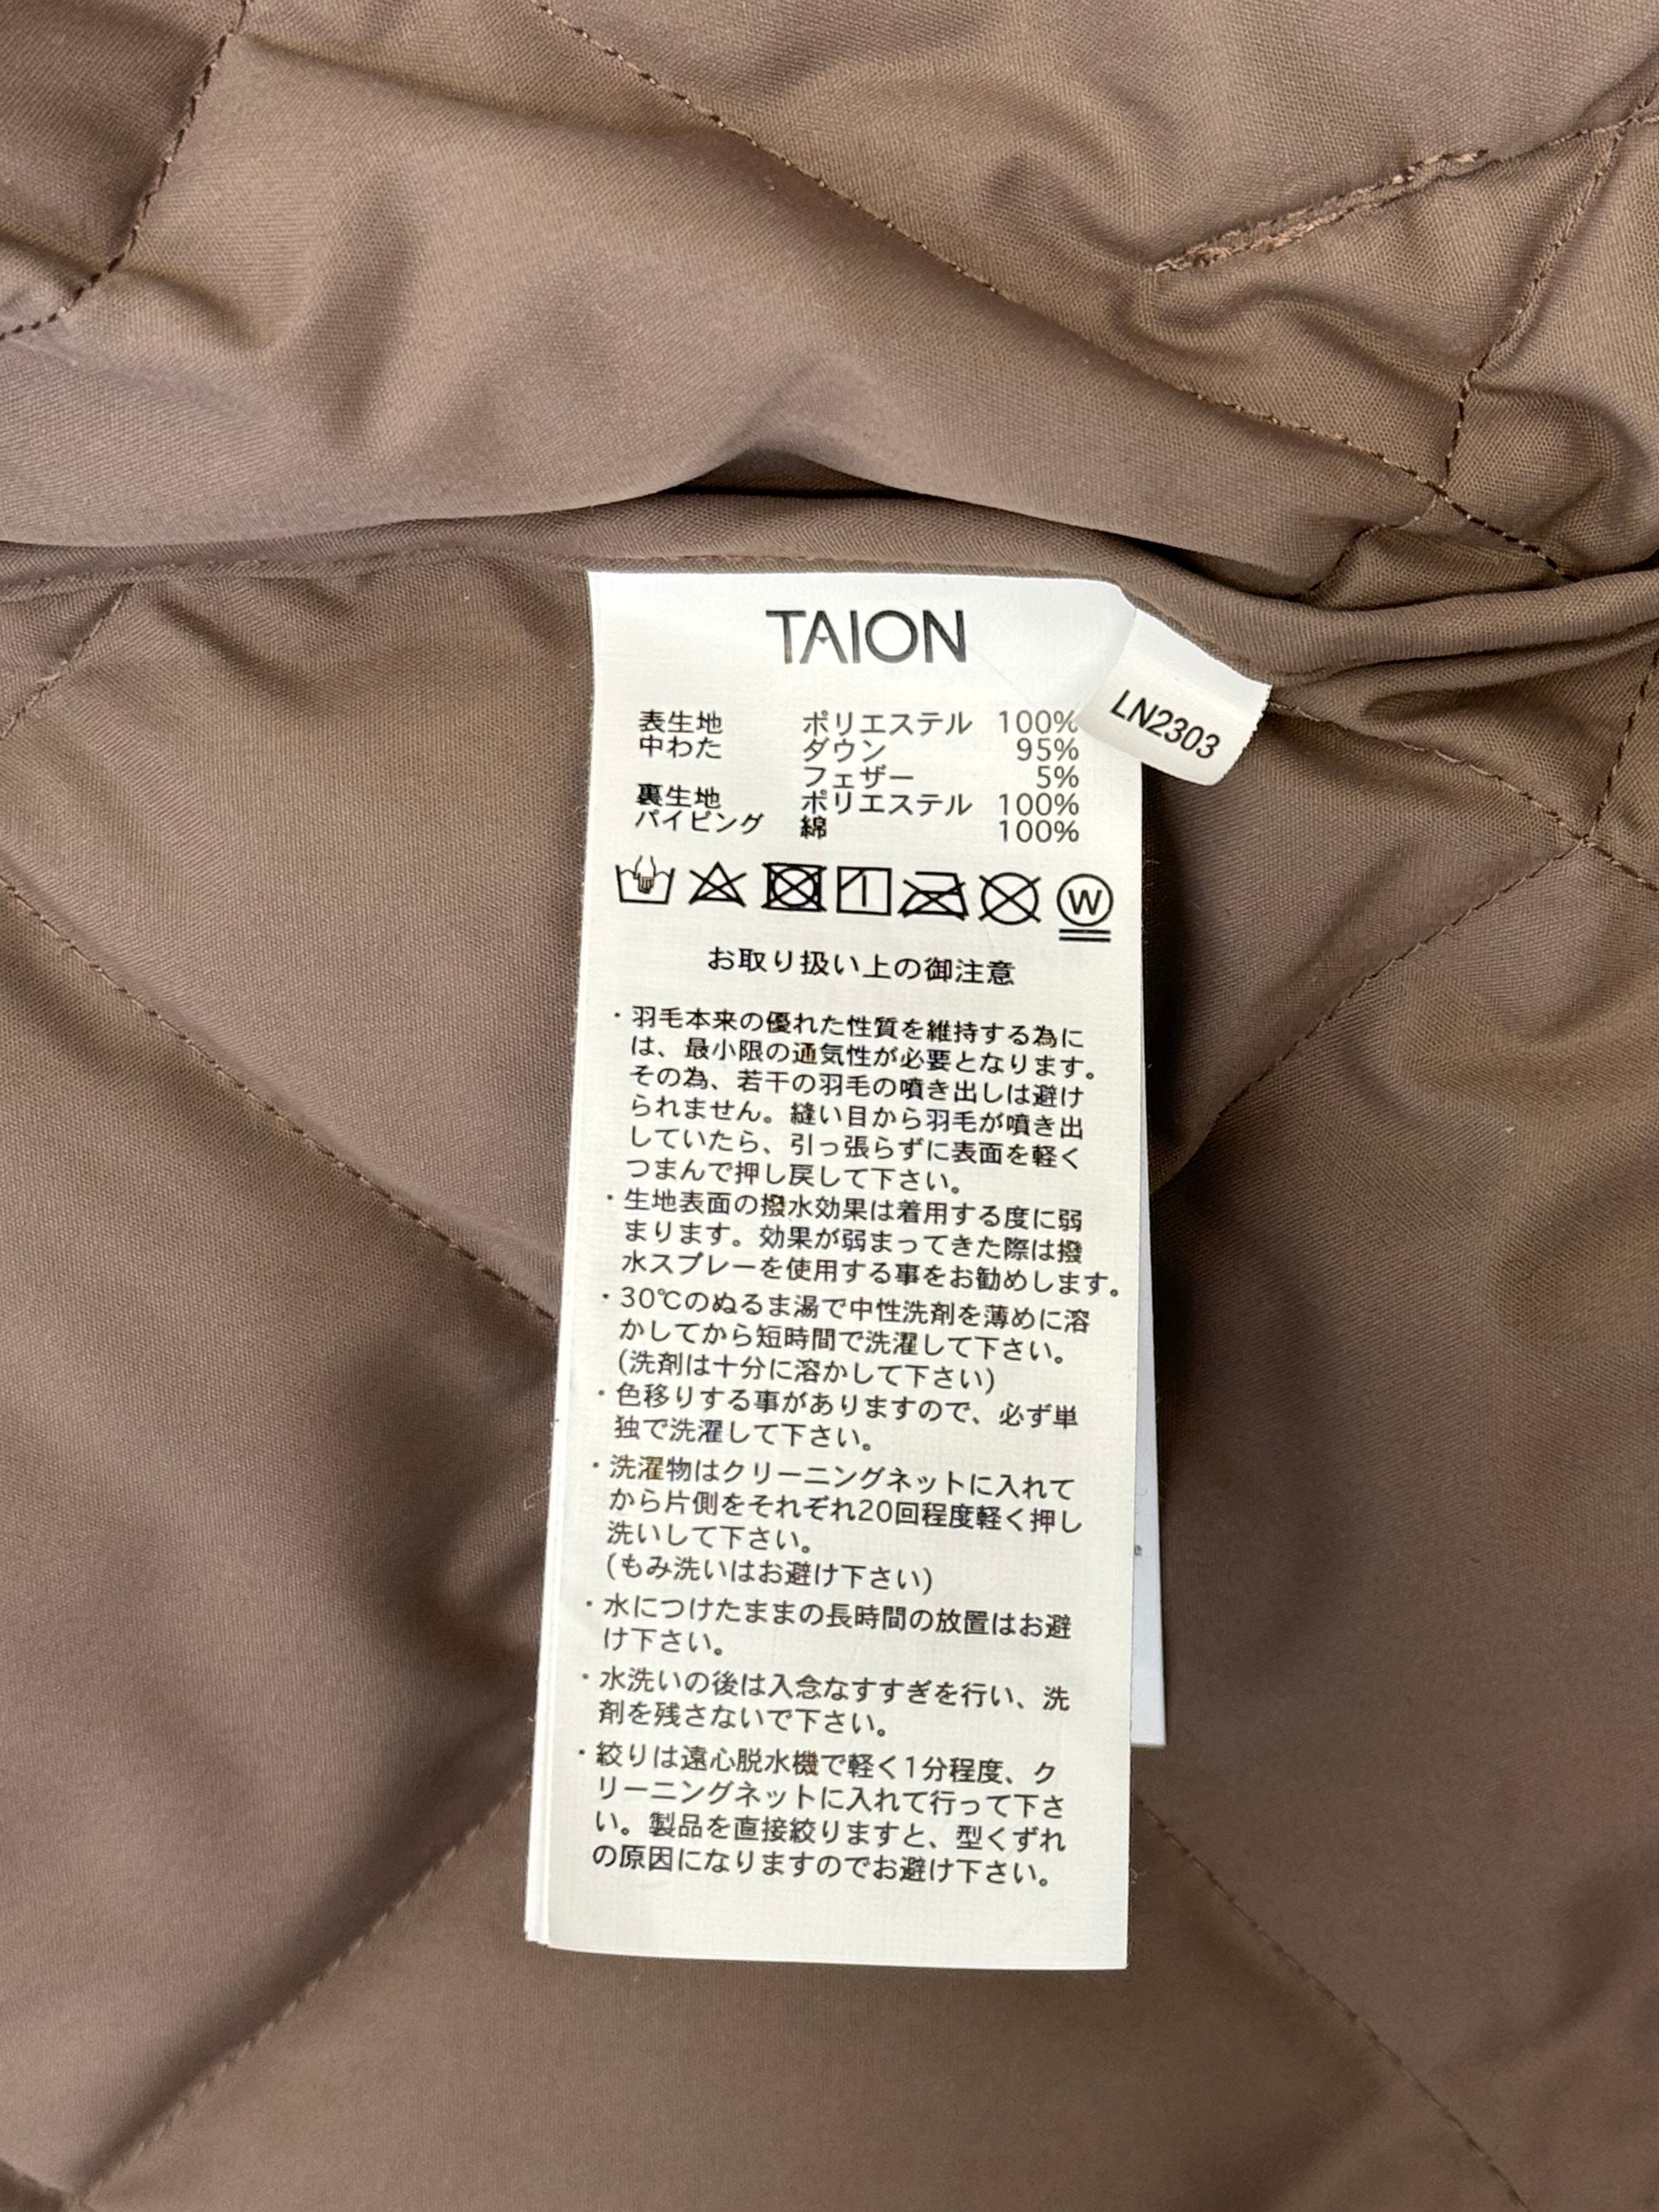 TAION
LN2303
表生地 ポリエステル 100%
中わた ダウン 95%
フェザー 5%
裏生地 ポリエステル 100%
パイピング 綿 100%
W
お取り扱い上の御注意
・羽毛本来の優れた性質を維持する為に
は、最小限の通気性が必要となります。
その為、若干の羽毛の噴き出しは避け
られません。縫い目から羽毛が噴き出
していたら、引っ張らずに表面を軽く
つまんで押し戻して下さい。
・生地表面の撥水効果は着用する度に弱
まります。効果が弱まってきた際は撥
水スプレーを使用する事をお勧めします。
・30℃のぬるま湯で中性洗剤を薄めに溶
かしてから短時間で洗濯して下さい。
(洗剤は十分に溶かして下さい)
・色移りする事がありますので、必ず単
独で洗濯して下さい。
・洗濯物はクリーニングネットに入れて
から片側をそれぞれ20回程度軽く押し
洗いして下さい。
(もみ洗いはお避け下さい)
・水につけたままの長時間の放置はお避
け下さい。
・水洗いの後は入念なすすぎを行い、洗
剤を残さないで下さい。
・絞りは遠心脱水機で軽く1分程度、ク
リーニングネットに入れて行って下さ
い。製品を直接絞りますと、型くずれ
の原因になりますのでお避け下さい。
e